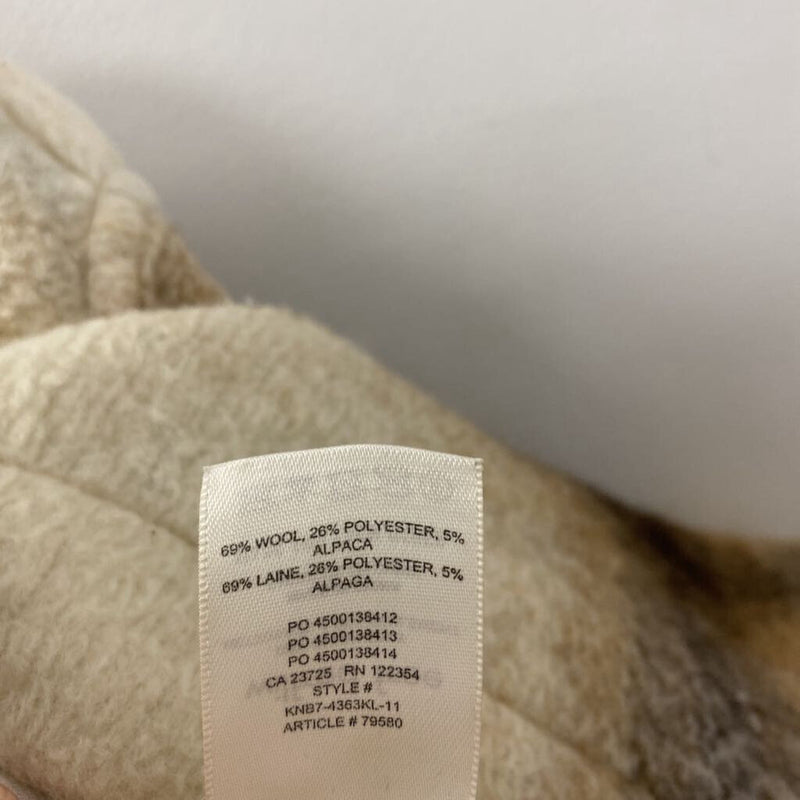 69% WOOL, 26% POLYESTER, 5%
ALPACA
69% LAINE, 26% POLYESTER, 5%
ALPAGA
PO 4500138412
PO 4500138413
PO 4500138414
CA 23725 RN 122354
STYLE #
KNB7-4363KL-11
ARTICLE # 79580